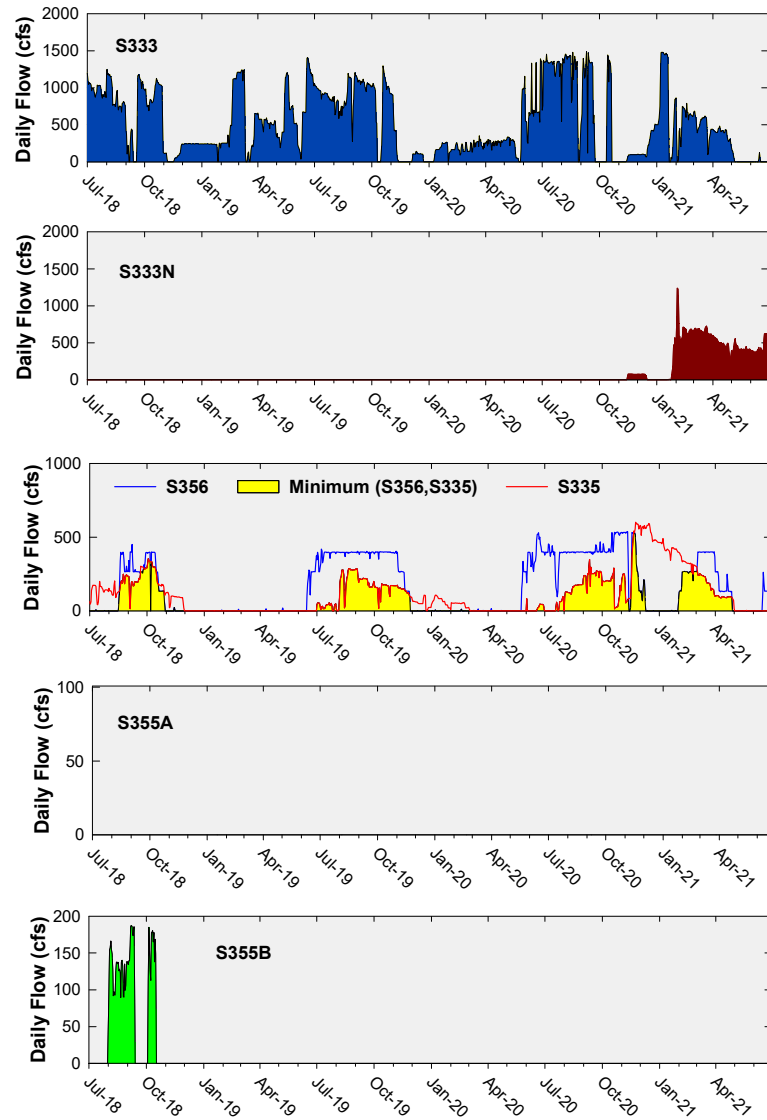 Daily Flow (cfs)
S333
2000
1500
1000
500
0
Jul-18 Oct-18 Jan-19 Apr-19 Jul-19 Oct-19 Jan-20 Apr-20 Jul-20 Oct-20 Jan-21 Apr-21
Daily Flow (cfs)
S333N
2000
1500
1000
500
0
Jul-18 Oct-18 Jan-19 Apr-19 Jul-19 Oct-19 Jan-20 Apr-20 Jul-20 Oct-20 Jan-21 Apr-21
Daily Flow (cfs)
S356 Minimum (S356,S335) S335
1000
500
0
Jul-18 Oct-18 Jan-19 Apr-19 Jul-19 Oct-19 Jan-20 Apr-20 Jul-20 Oct-20 Jan-21 Apr-21
Daily Flow (cfs)
S355A
100
50
0
Jul-18 Oct-18 Jan-19 Apr-19 Jul-19 Oct-19 Jan-20 Apr-20 Jul-20 Oct-20 Jan-21 Apr-21
Daily Flow (cfs)
S355B
200
150
100
50
0
Jul-18 Oct-18 Jan-19 Apr-19 Jul-19 Oct-19 Jan-20 Apr-20 Jul-20 Oct-20 Jan-21 Apr-21